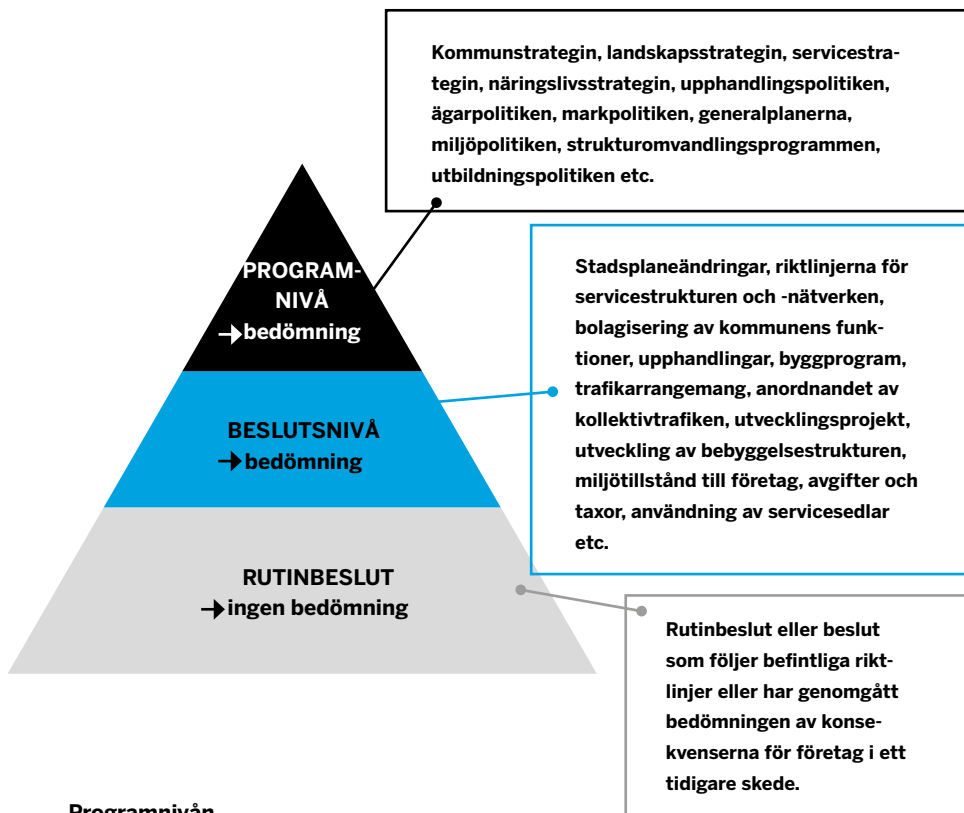 Kommunstrategin, landskapsstrategin, servicestra-
tegin, näringslivsstrategin, upphandlingspolitiken,
ägarpolitiken, markpolitiken, generalplanerna,
miljöpolitiken, strukturomvandlingsprogrammen,
utbildningspolitiken etc.
PROGRAM-
NIVÅ
→ bedömning
Stadsplaneändringar, riktlinjerna för
servicestrukturen och -nätverken,
bolagisering av kommunens funk-
tioner, upphandlingar, byggprogram,
trafikarrangemang, anordnandet av
kollektivtrafiken, utvecklingsprojekt,
utveckling av bebyggelsestrukturen,
miljötillstånd till företag, avgifter och
taxor, användning av servicesedlar
etc.
BESLUTSNIVÅ
→ bedömning
RUTINBESLUT
→ ingen bedömning
Rutinbeslut eller beslut
som följer befintliga rikt-
linjer eller har genomgått
bedömningen av konse-
kvenserna för företag i ett
tidigare skede.
Programnivån